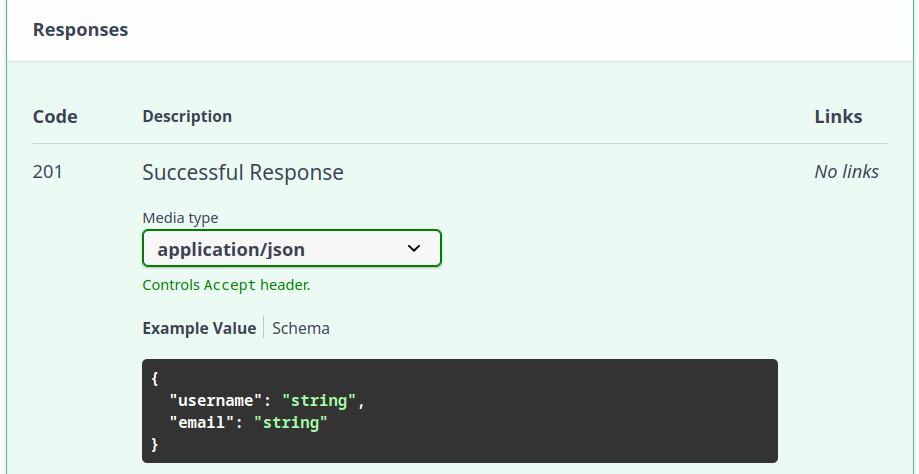 Responses
Code Description Links
201 Successful Response No links
Media type
application/json
Controls Accept header.
Example Value Schema
{
  "username": "string",
  "email": "string"
}